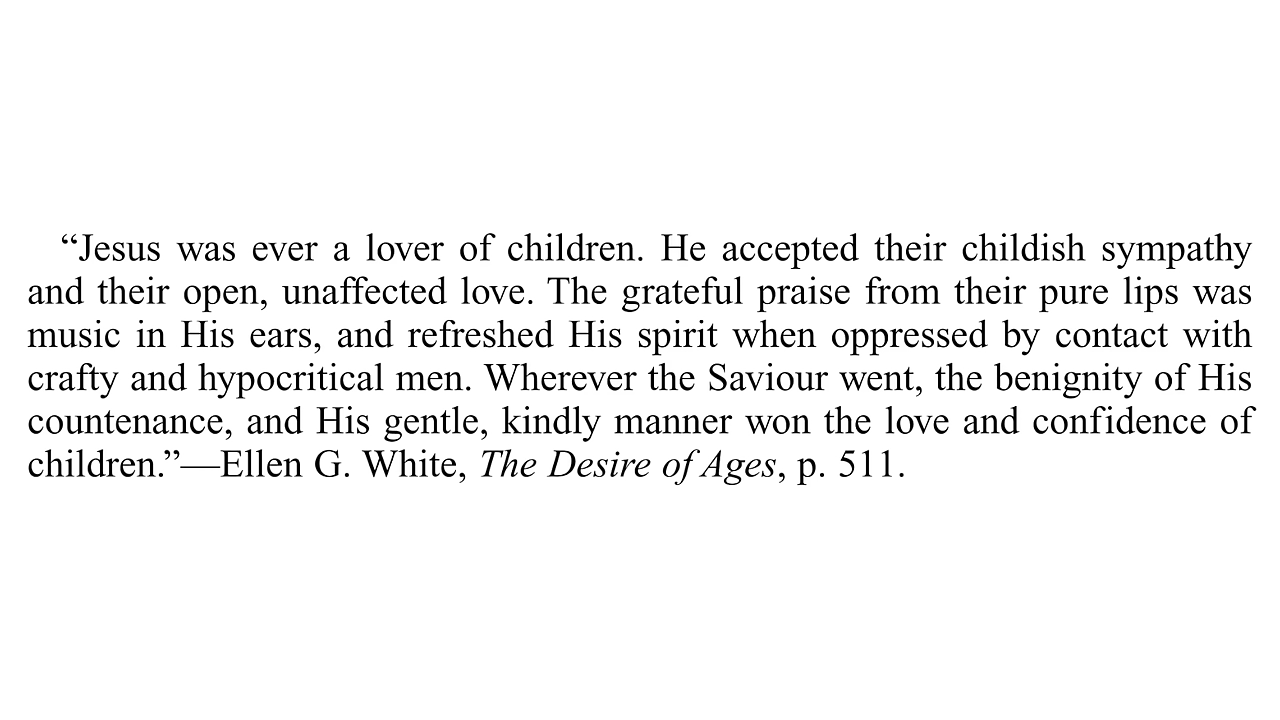 “Jesus was ever a lover of children. He accepted their childish sympathy
and their open, unaffected love. The grateful praise from their pure lips was
music in His ears, and refreshed His spirit when oppressed by contact with
crafty and hypocritical men. Wherever the Saviour went, the benignity of His
countenance, and His gentle, kindly manner won the love and confidence of
children.”—Ellen G. White, The Desire of Ages, p. 511.